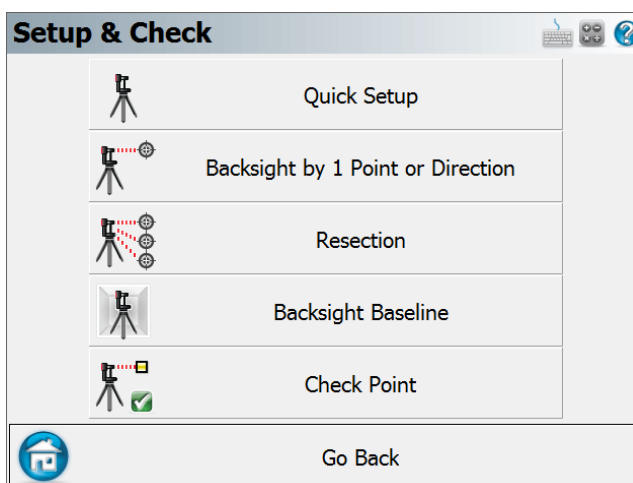 Setup & Check
Quick Setup
Backsight by 1 Point or Direction
Resection
Backsight Baseline
Check Point
Go Back